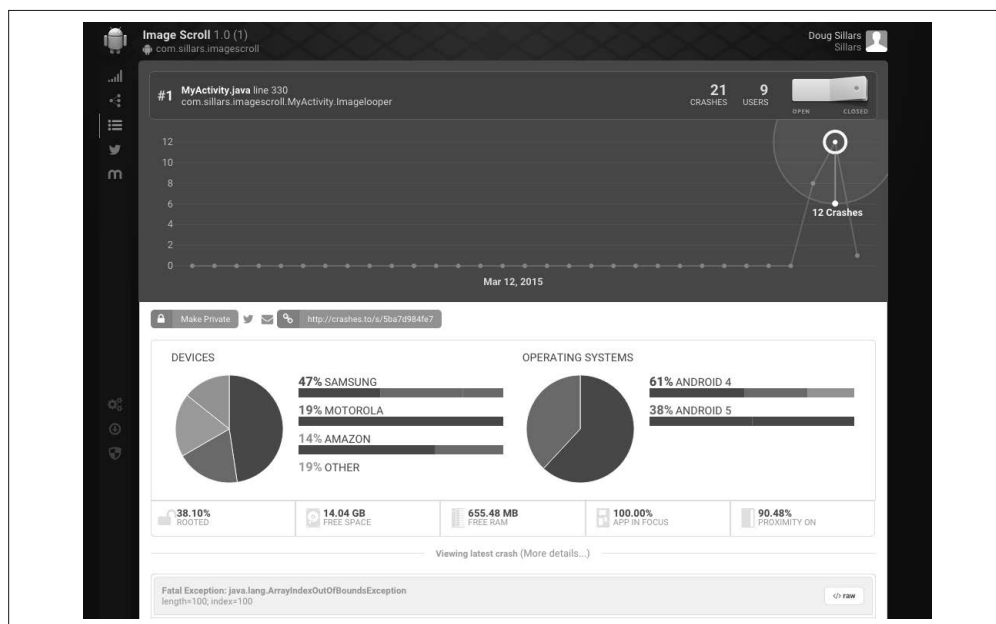 Image Scroll 1.0 (1)
com.sillars.imagescroll
Doug Sillars
Sillars
#1 MyActivity.java line 330
com.sillars.imagescroll.MyActivity.Imagelooper
21
CRASHES
9
USERS
OPEN CLOSED
12
10
8
6
4
2
0
12 Crashes
Mar 12, 2015
Make Private
http://crashes.to/s/5ba7d984fe7
DEVICES
47% SAMSUNG
19% MOTOROLA
14% AMAZON
19% OTHER
OPERATING SYSTEMS
61% ANDROID 4
38% ANDROID 5
38.10%
ROOTED
14.04 GB
FREE SPACE
655.48 MB
FREE RAM
100.00%
APP IN FOCUS
90.48%
PROXIMITY ON
Viewing latest crash (More details...)
Fatal Exception: java.lang.ArrayIndexOutOfBoundsException
length=100; index=100
</> raw